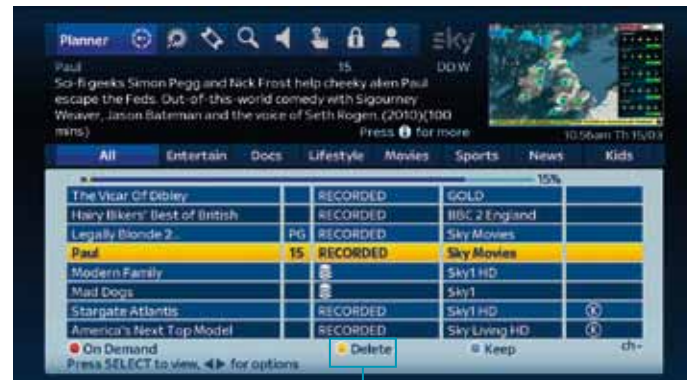 Planner
sky
Paul 15 DD W
Sci-fi geeks Simon Pegg and Nick Frost help cheeky alien Paul
escape the Feds. Out-of-this-world comedy with Sigourney
Weaver, Jason Bateman and the voice of Seth Rogen. (2010)(100
mins)
Press i for more
10.56am Th 15/03
All Entertain Docs Lifestyle Movies Sports News Kids
15%
The Vicar Of Dibley RECORDED GOLD
Hairy Bikers' Best of British RECORDED BBC 2 England
Legally Blonde 2.. PG RECORDED Sky Movies
Paul 15 RECORDED Sky Movies
Modern Family Sky1 HD
Mad Dogs Sky1
Stargate Atlantis RECORDED Sky1 HD K
America's Next Top Model RECORDED Sky Living HD K
On Demand Delete Keep ch-
Press SELECT to view, ◄► for options